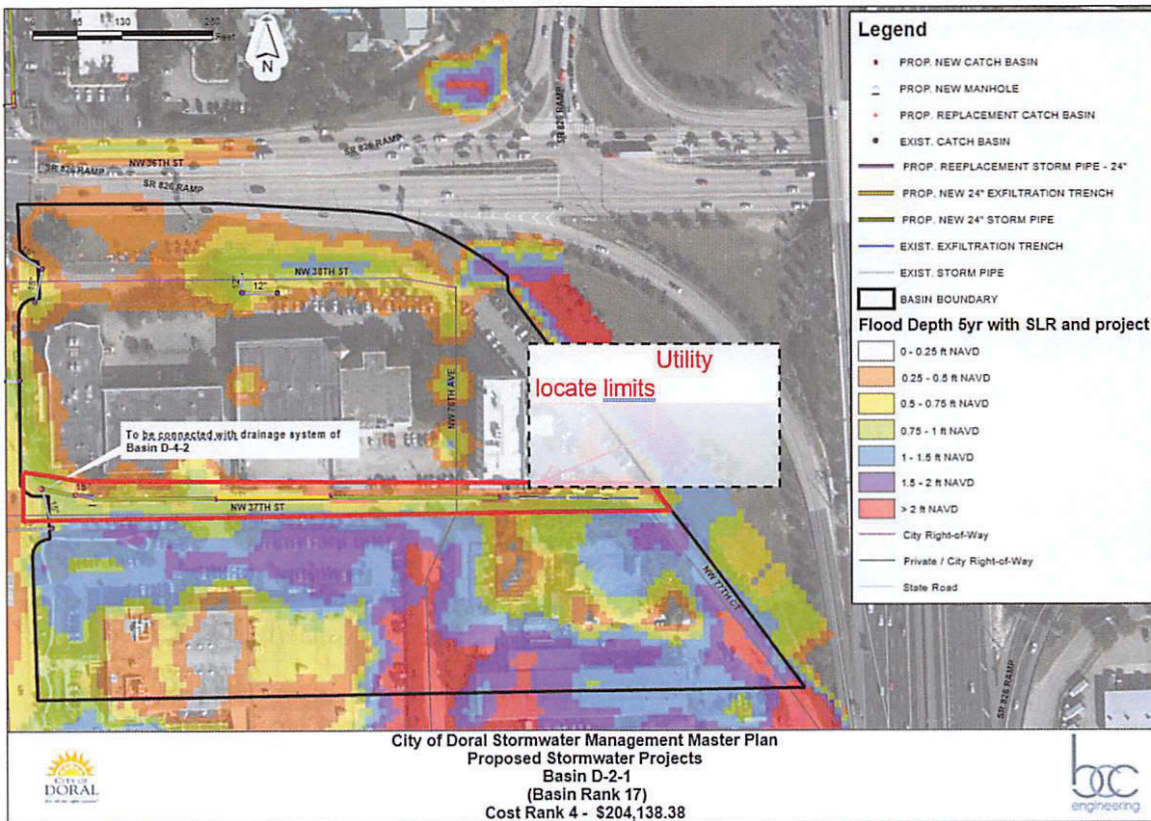 0
130
260
Feet
N
SR 826 RAMP
SR 826 RAMP
NW 36TH ST
SR 826 RAMP
SR 826 RAMP
NW 38TH ST
12"
12"
NW 78TH AVE
Utility
locate limits
To be connected with drainage system of
Basin D-4-2
NW 37TH ST
NW 77TH CT
SR 826 RAMP
Legend
PROP. NEW CATCH BASIN
PROP. NEW MANHOLE
PROP. REPLACEMENT CATCH BASIN
EXIST. CATCH BASIN
PROP. REEPLACEMENT STORM PIPE - 24"
PROP. NEW 24" EXFILTRATION TRENCH
PROP. NEW 24" STORM PIPE
EXIST. EXFILTRATION TRENCH
EXIST. STORM PIPE
BASIN BOUNDARY
Flood Depth 5yr with SLR and project
0 - 0.25 ft NAVD
0.25 - 0.5 ft NAVD
0.5 - 0.75 ft NAVD
0.75 - 1 ft NAVD
1 - 1.5 ft NAVD
1.5 - 2 ft NAVD
> 2 ft NAVD
City Right-of-Way
Private / City Right-of-Way
State Road
CITY OF
DORAL
City of Doral Stormwater Management Master Plan
Proposed Stormwater Projects
Basin D-2-1
(Basin Rank 17)
Cost Rank 4 - $204,138.38
bcc
engineering